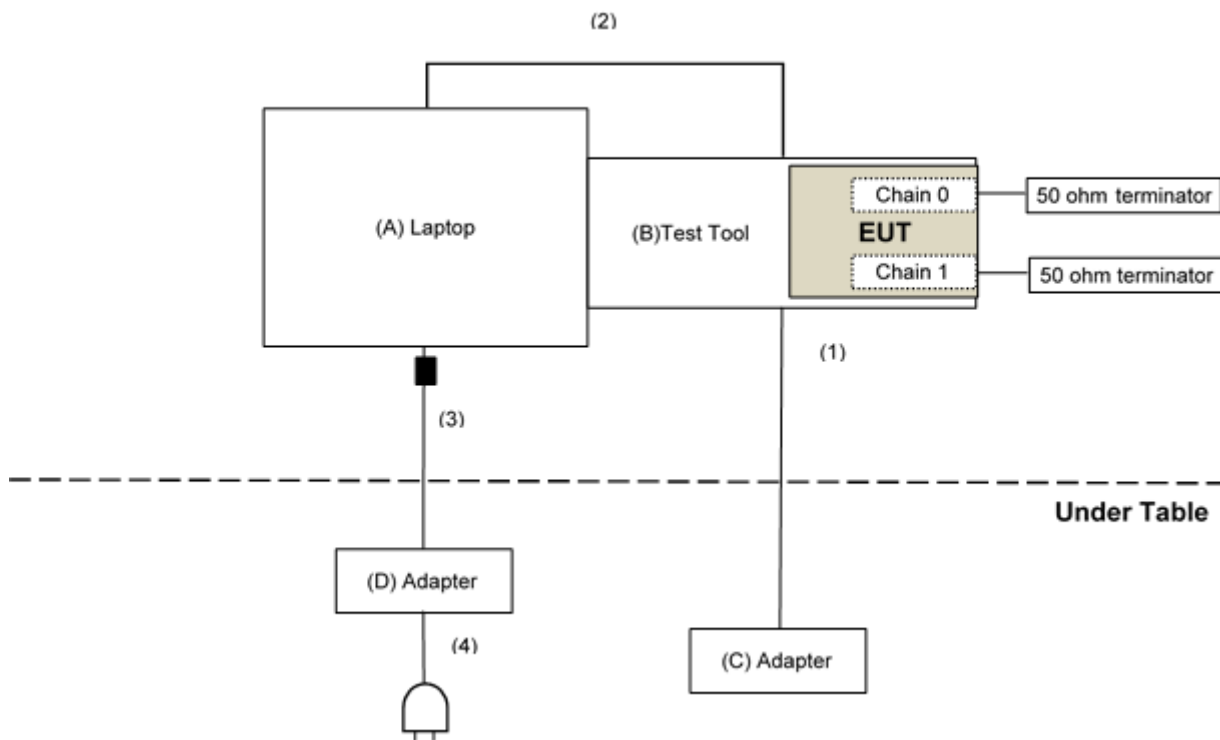 (2)
(A) Laptop
(B)Test Tool
Chain 0
EUT
Chain 1
50 ohm terminator
50 ohm terminator
(1)
(3)
Under Table
(D) Adapter
(4)
(C) Adapter